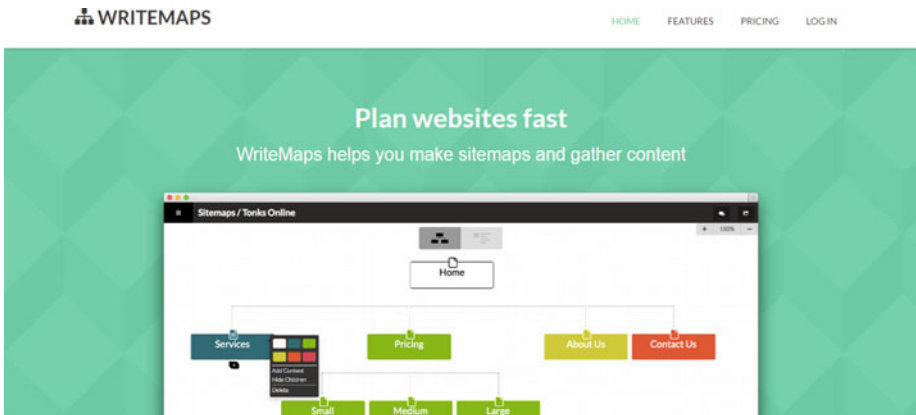 WRITEMAPS
HOME FEATURES PRICING LOG IN
Plan websites fast
WriteMaps helps you make sitemaps and gather content
Sitemaps / Tonks Online
+ 150% −
Home
Services Pricing About Us Contact Us
Add Content
Hide Children
Delete
Small Medium Large